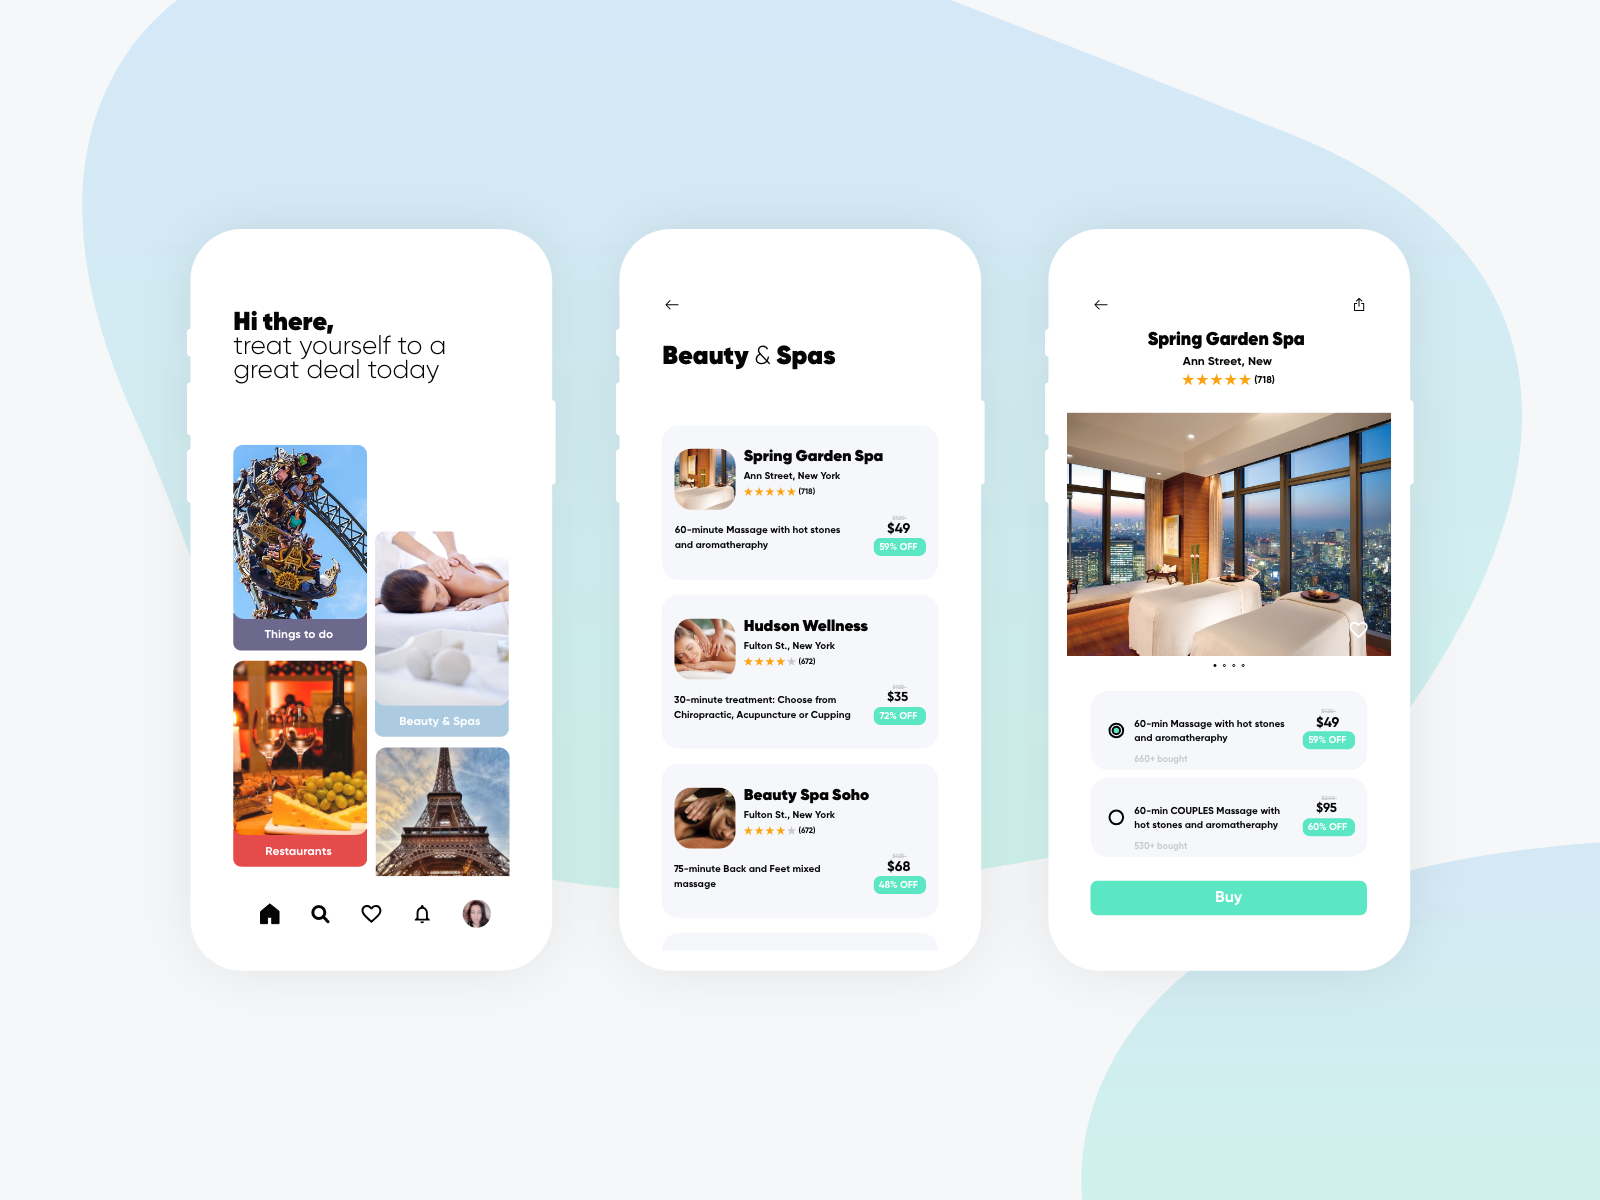 Hi there,
treat yourself to a
great deal today
Things to do
Beauty & Spas
Restaurants
Beauty & Spas
Spring Garden Spa
Ann Street, New York
(718)
60-minute Massage with hot stones
and aromatheraphy
$49
59% OFF
Hudson Wellness
Fulton St., New York
(672)
30-minute treatment: Choose from
Chiropractic, Acupuncture or Cupping
$35
72% OFF
Beauty Spa Soho
Fulton St., New York
(672)
75-minute Back and Feet mixed
massage
$68
48% OFF
Spring Garden Spa
Ann Street, New
(718)
60-min Massage with hot stones
and aromatheraphy
660+ bought
$49
59% OFF
60-min COUPLES Massage with
hot stones and aromatheraphy
530+ bought
$95
60% OFF
Buy